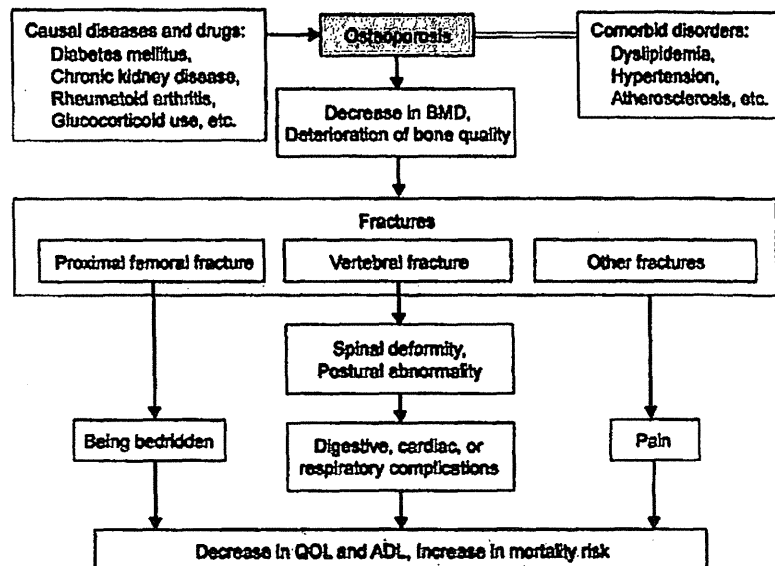 Causal diseases and drugs:
Diabetes mellitus,
Chronic kidney disease,
Rheumatoid arthritis,
Glucocorticoid use, etc.
Osteoporosis
Comorbid disorders:
Dyslipidemia,
Hypertension,
Atherosclerosis, etc.
Decrease in BMD,
Deterioration of bone quality
Fractures
Proximal femoral fracture
Vertebral fracture
Other fractures
Spinal deformity,
Postural abnormality
Being bedridden
Digestive, cardiac, or
respiratory complications
Pain
Decrease in QOL and ADL, Increase in mortality risk